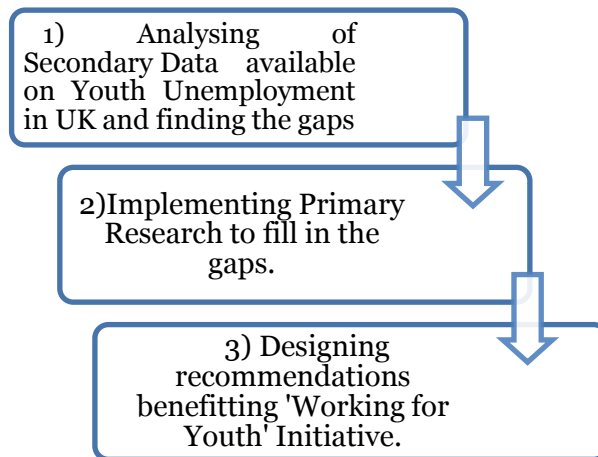 1) Analysing of
Secondary Data available
on Youth Unemployment
in UK and finding the gaps
2)Implementing Primary
Research to fill in the
gaps.
3) Designing
recommendations
benefitting 'Working for
Youth' Initiative.